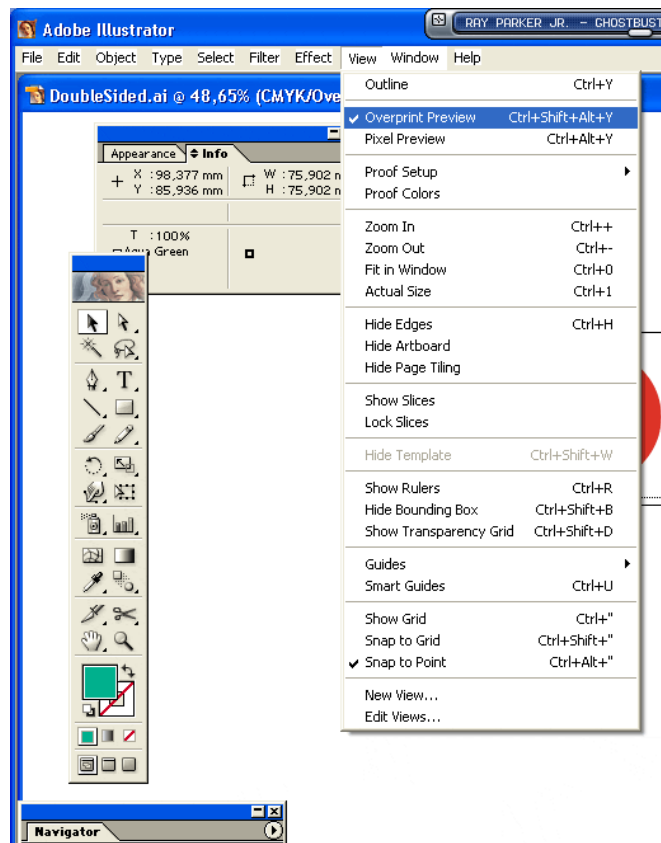 Adobe Illustrator
RAY PARKER JR. - GHOSTBUST
File Edit Object Type Select Filter Effect View Window Help
DoubleSided.ai @ 48,65% (CMYK/Ove
Outline Ctrl+Y
Overprint Preview Ctrl+Shift+Alt+Y
Pixel Preview Ctrl+Alt+Y
Proof Setup
Proof Colors
Zoom In Ctrl++
Zoom Out Ctrl+-
Fit in Window Ctrl+0
Actual Size Ctrl+1
Hide Edges Ctrl+H
Hide Artboard
Hide Page Tiling
Show Slices
Lock Slices
Hide Template Ctrl+Shift+W
Show Rulers Ctrl+R
Hide Bounding Box Ctrl+Shift+B
Show Transparency Grid Ctrl+Shift+D
Guides
Smart Guides Ctrl+U
Show Grid Ctrl+"
Snap to Grid Ctrl+Shift+"
Snap to Point Ctrl+Alt+"
New View...
Edit Views...
Appearance Info
X :98,377 mm W :75,902 m
Y :85,936 mm H :75,902 m
T :100%
Aqua Green
T
Navigator